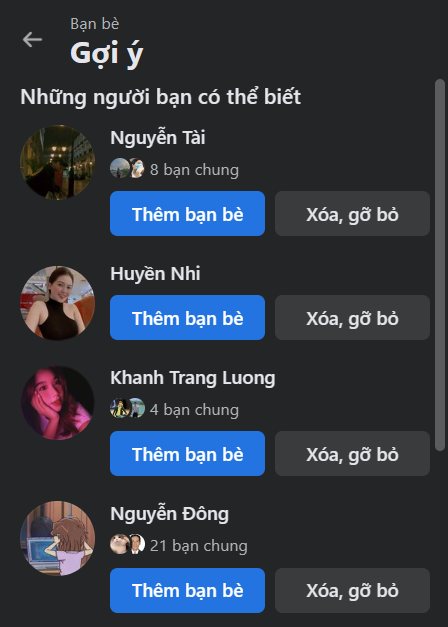 Bạn bè
Gợi ý
Những người bạn có thể biết
Nguyễn Tài
8 bạn chung
Thêm bạn bè
Xóa, gỡ bỏ
Huyền Nhi
Thêm bạn bè
Xóa, gỡ bỏ
Khanh Trang Luong
4 bạn chung
Thêm bạn bè
Xóa, gỡ bỏ
Nguyễn Đông
21 bạn chung
Thêm bạn bè
Xóa, gỡ bỏ